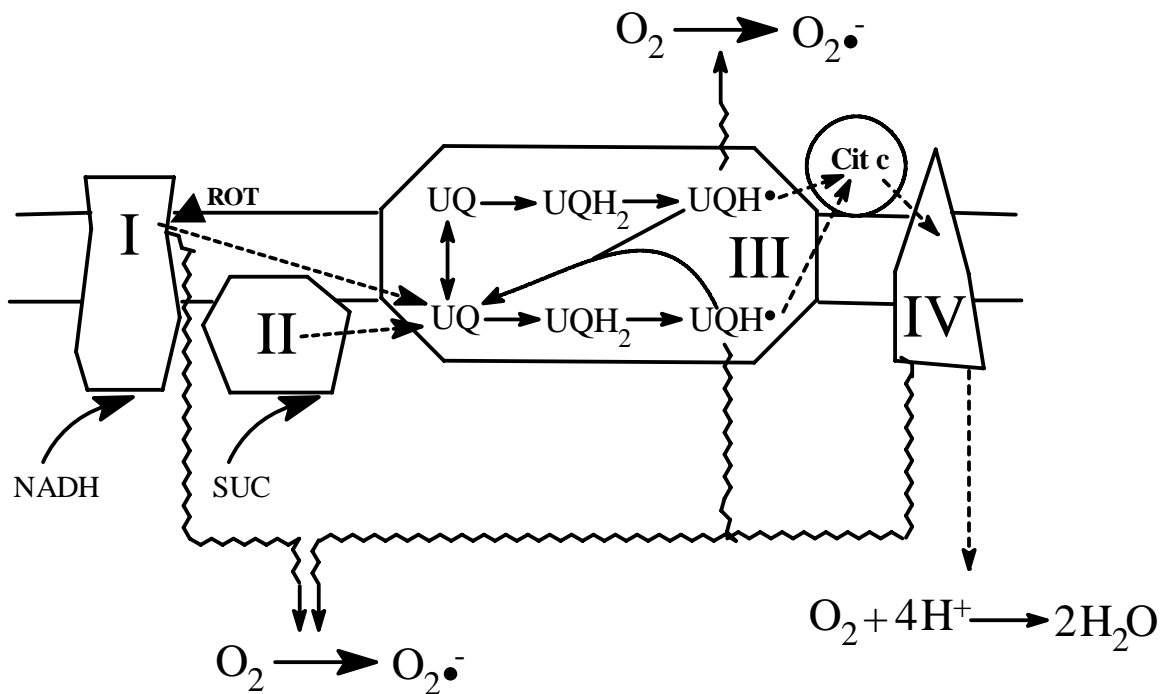 O₂ → O₂•⁻
Cit c
ROT
UQ → UQH₂ → UQH•
I
III
II
UQ → UQH₂ → UQH•
IV
NADH
SUC
O₂ + 4H⁺ → 2H₂O
O₂ → O₂•⁻